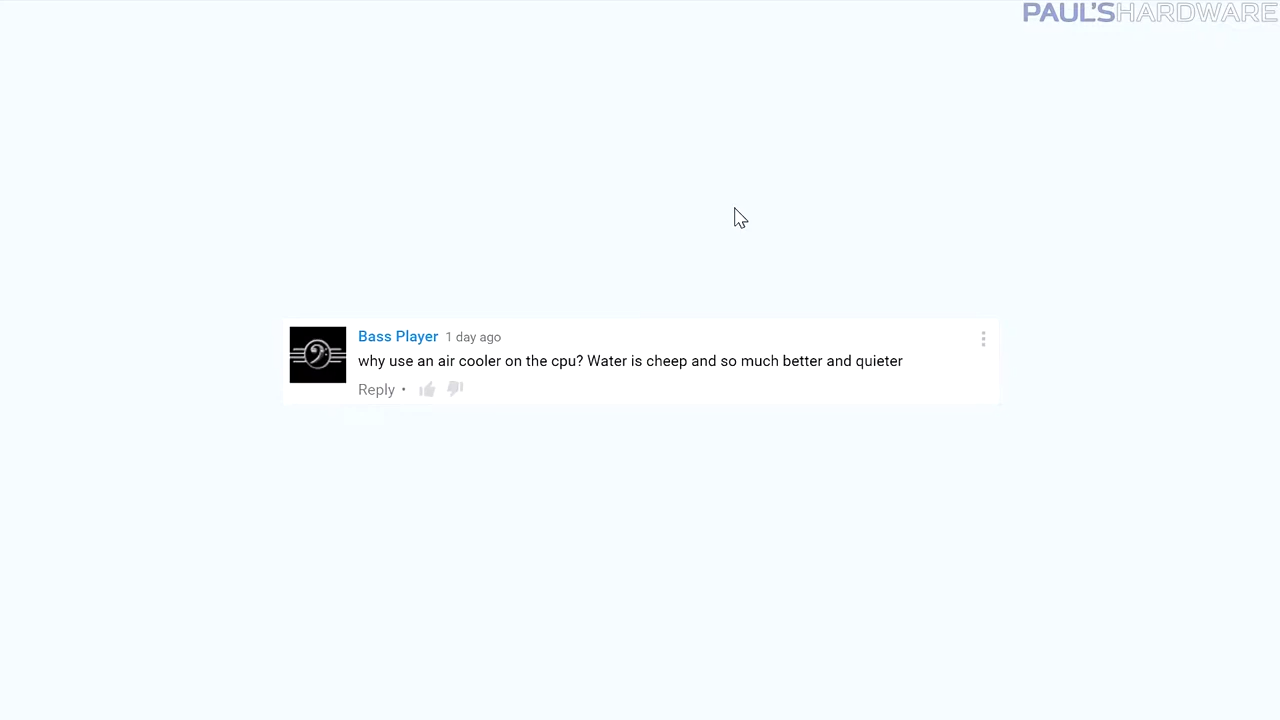 PAUL'SHARDWARE
Bass Player 1 day ago
why use an air cooler on the cpu? Water is cheep and so much better and quieter
Reply •